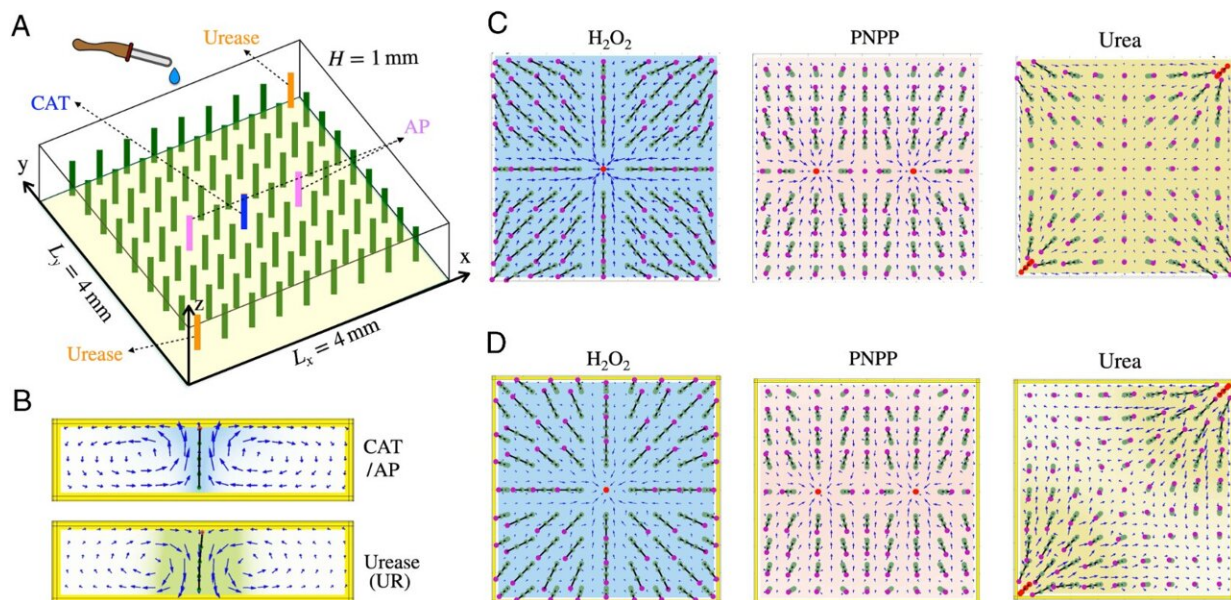 A
Urease
H = 1 mm
CAT
AP
y
x
z
L_y = 4 mm
L_x = 4 mm
Urease
B
CAT
/AP
Urease
(UR)
C
H₂O₂
PNPP
Urea
D
H₂O₂
PNPP
Urea